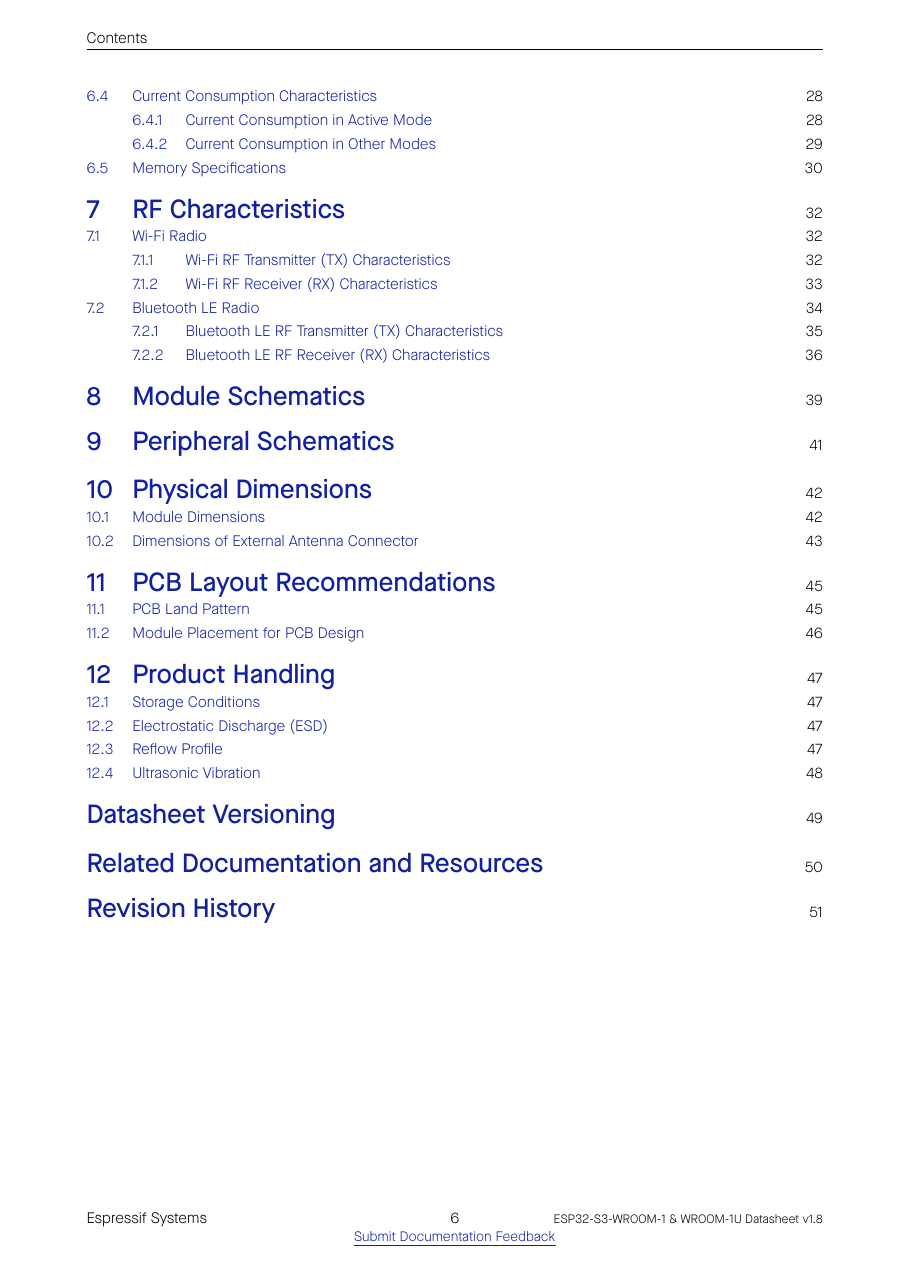 Contents
6.4 Current Consumption Characteristics 28
6.4.1 Current Consumption in Active Mode 28
6.4.2 Current Consumption in Other Modes 29
6.5 Memory Specifications 30
7 RF Characteristics 32
7.1 Wi-Fi Radio 32
7.1.1 Wi-Fi RF Transmitter (TX) Characteristics 32
7.1.2 Wi-Fi RF Receiver (RX) Characteristics 33
7.2 Bluetooth LE Radio 34
7.2.1 Bluetooth LE RF Transmitter (TX) Characteristics 35
7.2.2 Bluetooth LE RF Receiver (RX) Characteristics 36
8 Module Schematics 39
9 Peripheral Schematics 41
10 Physical Dimensions 42
10.1 Module Dimensions 42
10.2 Dimensions of External Antenna Connector 43
11 PCB Layout Recommendations 45
11.1 PCB Land Pattern 45
11.2 Module Placement for PCB Design 46
12 Product Handling 47
12.1 Storage Conditions 47
12.2 Electrostatic Discharge (ESD) 47
12.3 Reflow Profile 47
12.4 Ultrasonic Vibration 48
Datasheet Versioning 49
Related Documentation and Resources 50
Revision History 51
Espressif Systems 6 ESP32-S3-WROOM-1 & WROOM-1U Datasheet v1.8
Submit Documentation Feedback